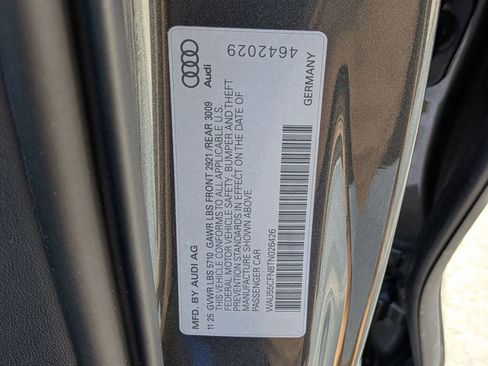 MFD. BY AUDI AG
11.25 GVWR LBS 5710 GAWR LBS FRONT 2921 /REAR 3009
THIS VEHICLE CONFORMS TO ALL APPLICABLE U.S.
FEDERAL MOTOR VEHICLE SAFETY, BUMPER AND THEFT
PREVENTION STANDARDS IN EFFECT ON THE DATE OF
MANUFACTURE SHOWN ABOVE
PASSENGER CAR
WAU55CFN8TN026426
GERMANY
Audi
4642029